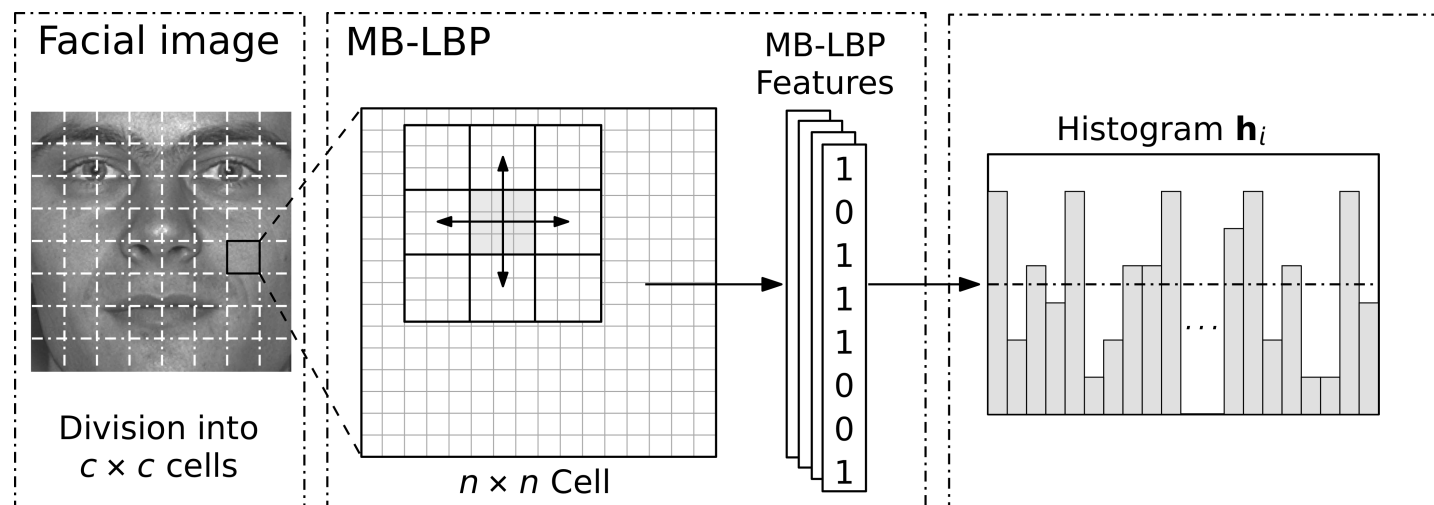 Facial image
Division into
c × c cells
MB-LBP
n × n Cell
MB-LBP
Features
1
0
1
1
1
0
0
1
Histogram hᵢ
...